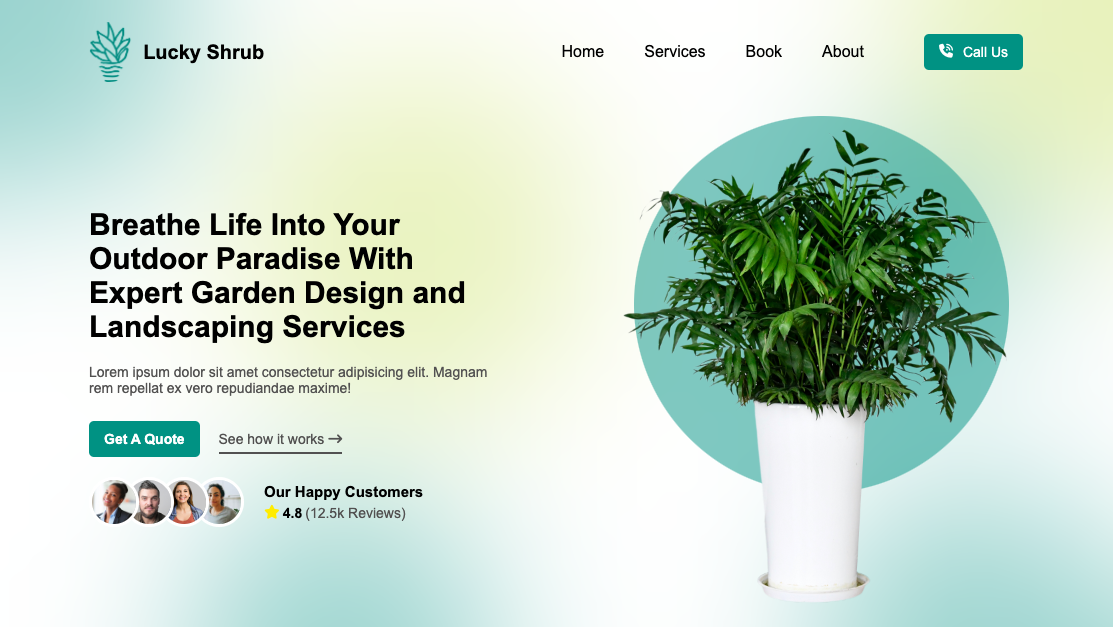 Lucky Shrub
Home
Services
Book
About
Call Us
Breathe Life Into Your
Outdoor Paradise With
Expert Garden Design and
Landscaping Services
Lorem ipsum dolor sit amet consectetur adipisicing elit. Magnam
rem repellat ex vero repudiandae maxime!
Get A Quote
See how it works →
Our Happy Customers
4.8 (12.5k Reviews)